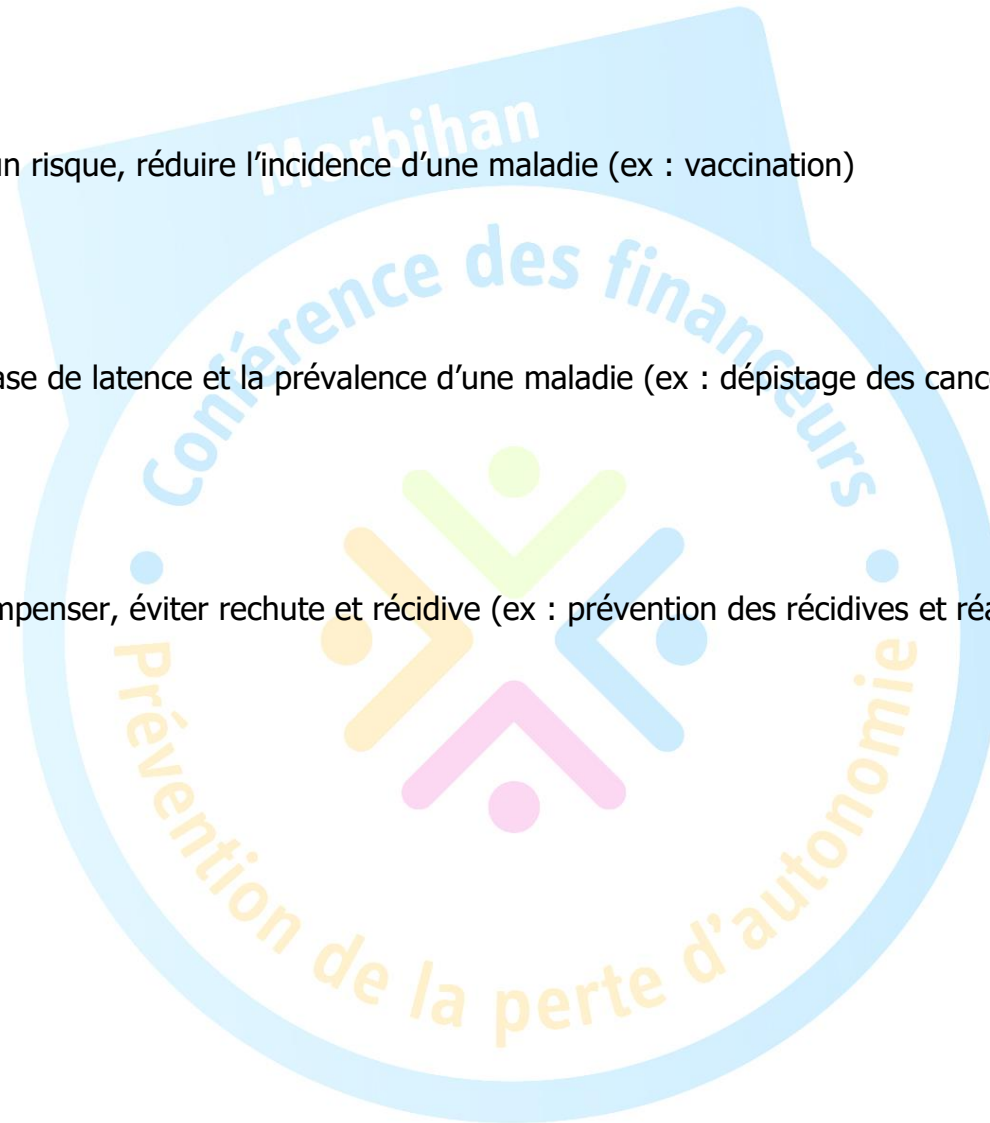 Morbihan
un risque, réduire l’incidence d’une maladie (ex : vaccination)
Conférence des financeurs
ase de latence et la prévalence d’une maladie (ex : dépistage des canc
mpenser, éviter rechute et récidive (ex : prévention des récidives et réa
Prévention de la perte d'autonomie